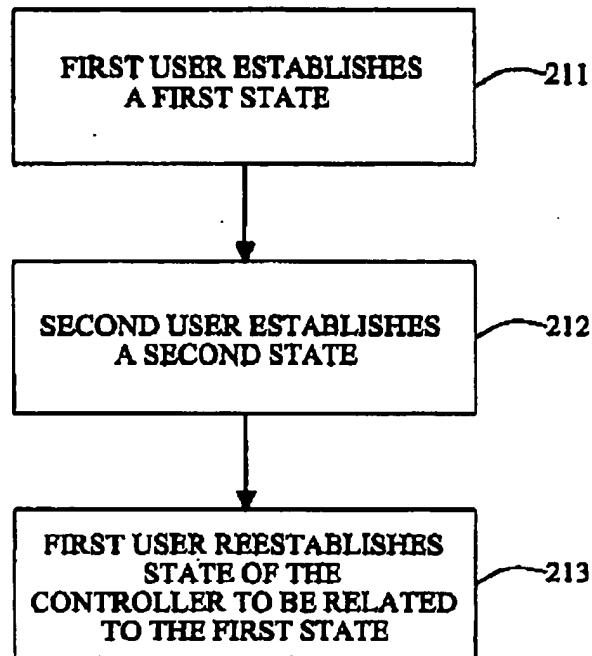 FIRST USER ESTABLISHES
A FIRST STATE
211
SECOND USER ESTABLISHES
A SECOND STATE
212
FIRST USER REESTABLISHES
STATE OF THE
CONTROLLER TO BE RELATED
TO THE FIRST STATE
213